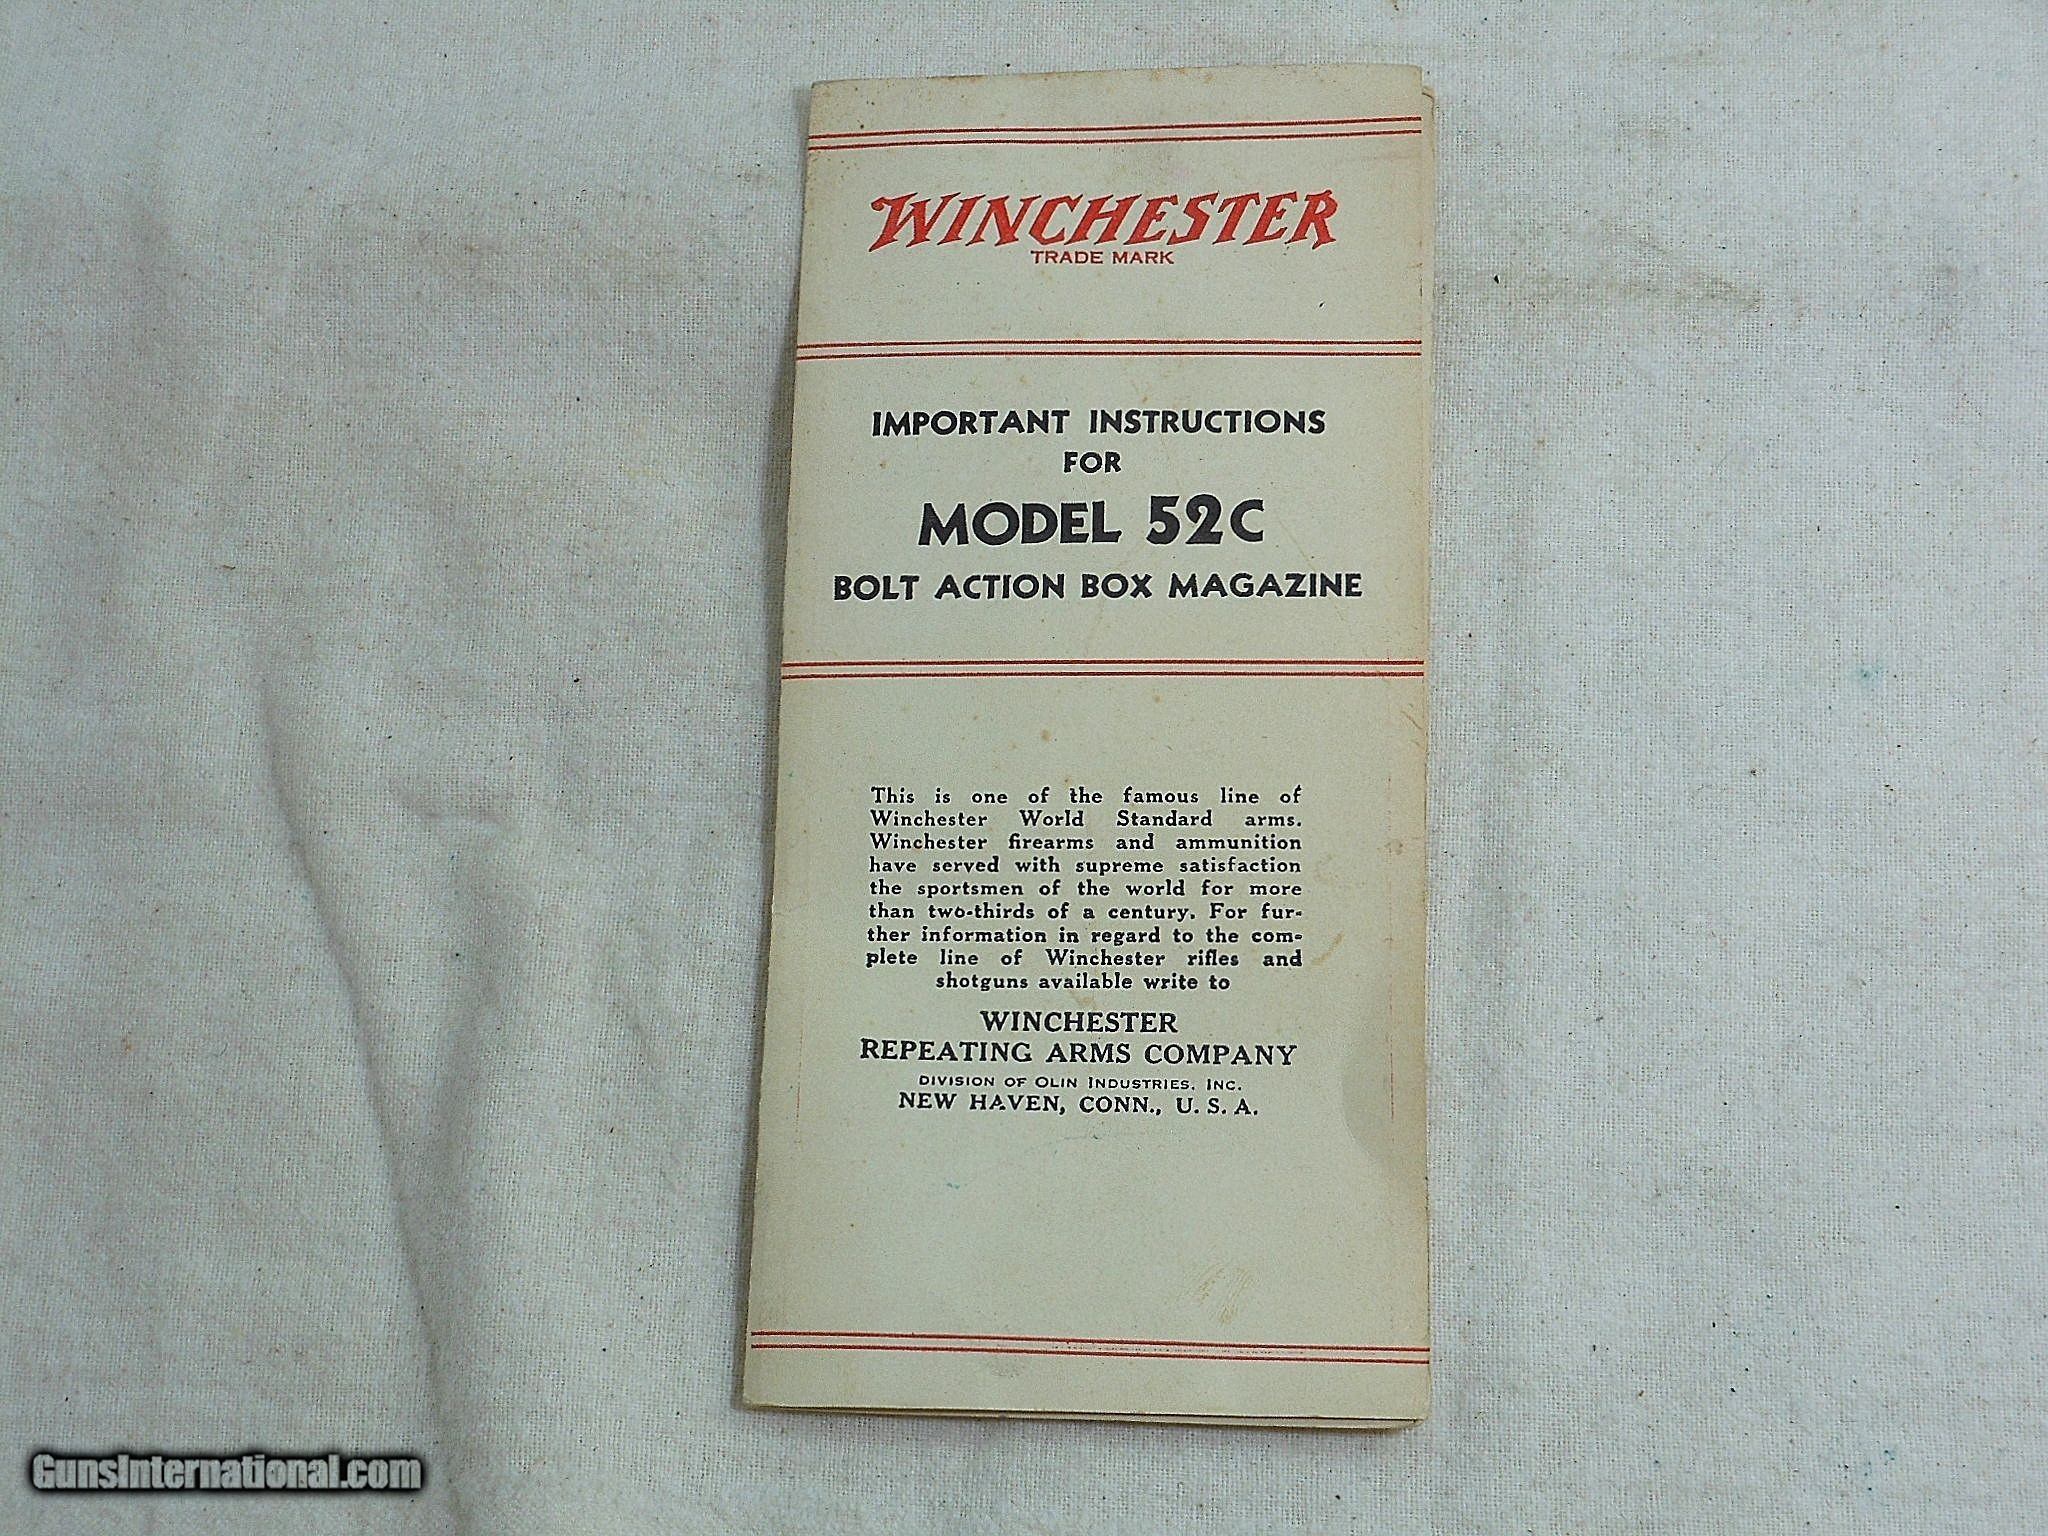 WINCHESTER
TRADE MARK
IMPORTANT INSTRUCTIONS
FOR
MODEL 52C
BOLT ACTION BOX MAGAZINE
This is one of the famous line of
Winchester World Standard arms.
Winchester firearms and ammunition
have served with supreme satisfaction
the sportsmen of the world for more
than two-thirds of a century. For fur-
ther information in regard to the com-
plete line of Winchester rifles and
shotguns available write to
WINCHESTER
REPEATING ARMS COMPANY
DIVISION OF OLIN INDUSTRIES, INC.
NEW HAVEN, CONN., U. S. A.
GunsInternational.com